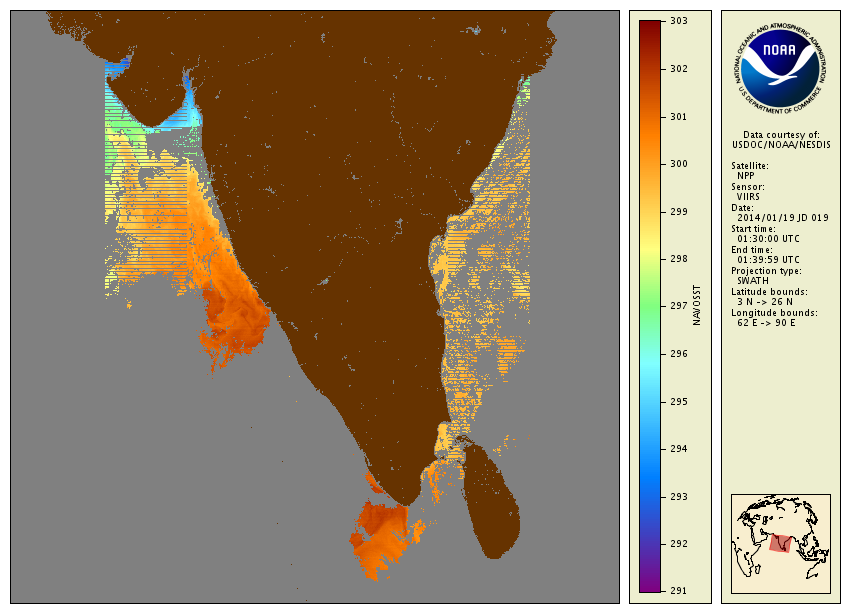 303
302
301
300
299
298
297
296
295
294
293
292
291
NAVOSST
NATIONAL OCEANIC AND ATMOSPHERIC ADMINISTRATION
NOAA
U.S. DEPARTMENT OF COMMERCE
Data courtesy of:
USDOC/NOAA/NESDIS
Satellite:
NPP
Sensor:
VIIRS
Date:
2014/01/19 JD 019
Start time:
01:30:00 UTC
End time:
01:39:59 UTC
Projection type:
SWATH
Latitude bounds:
3 N -> 26 N
Longitude bounds:
62 E -> 90 E